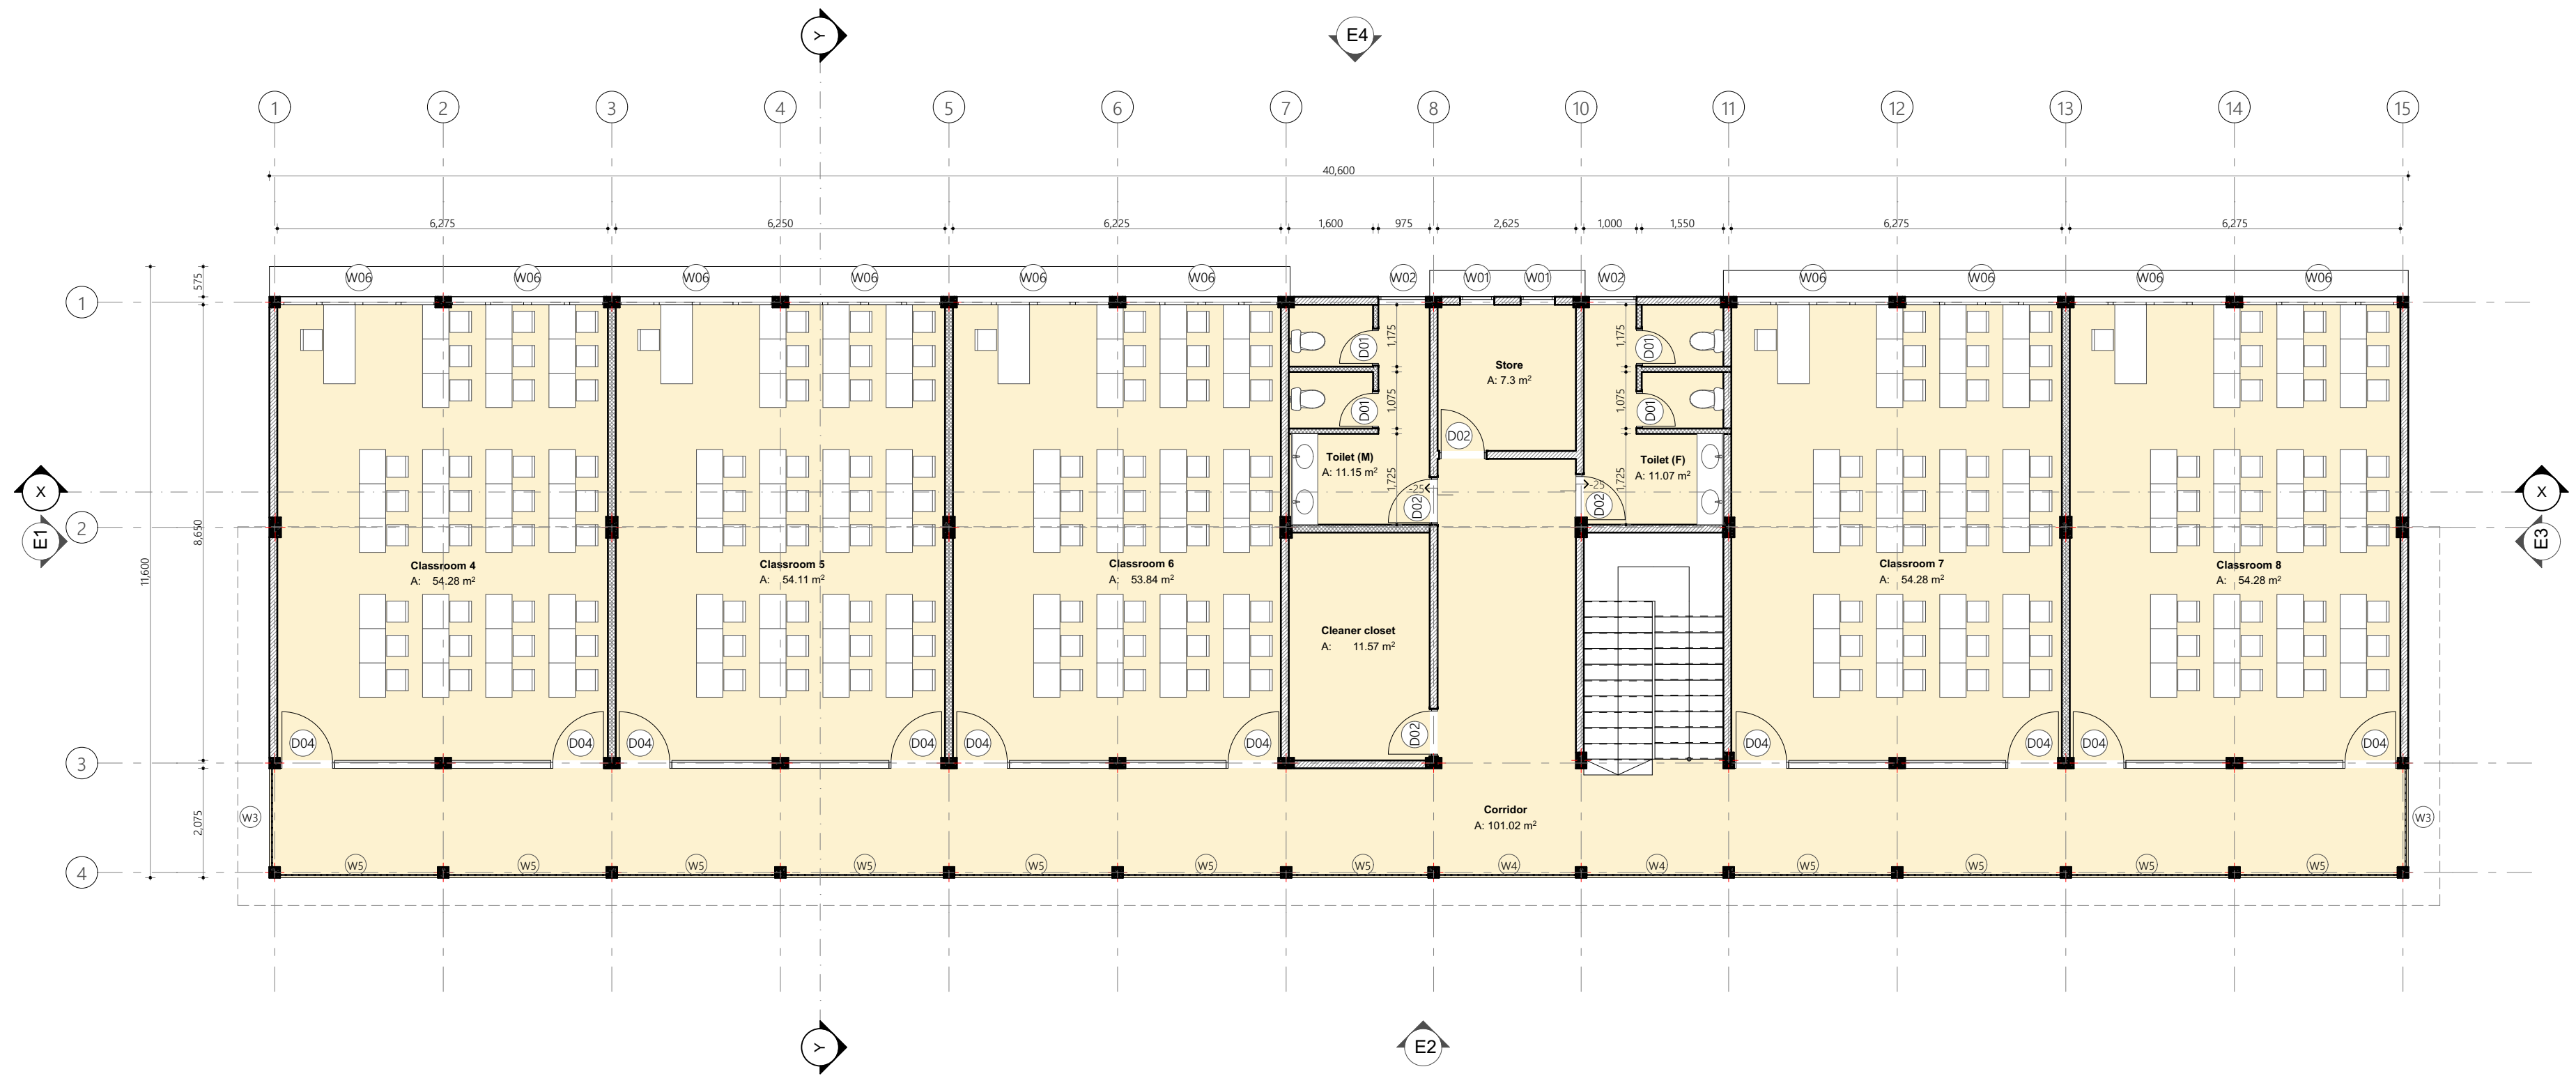 Y
E4
1 2 3 4 5 6 7 8 10 11 12 13 14 15
40,600
6,275 6,250 6,225 1,600 975 2,625 1,000 1,550 6,275 6,275
575
W06 W06 W06 W06 W06 W06 W02 W01 W01 W02 W06 W06 W06 W06
1
1,175 1,175
D01 D01
Store
A: 7.3 m²
1,075 1,075
D01 D01
D02
Toilet (M)
A: 11.15 m²
Toilet (F)
A: 11.07 m²
1,725 1,725
-25 -25
D02 D02
X X
2
E1 E3
8,650
11,600
Classroom 4
A: 54.28 m²
Classroom 5
A: 54.11 m²
Classroom 6
A: 53.84 m²
Classroom 7
A: 54.28 m²
Classroom 8
A: 54.28 m²
Cleaner closet
A: 11.57 m²
D02
D04 D04 D04 D04 D04 D04 D04 D04 D04 D04
3
2,075
W3 W3
Corridor
A: 101.02 m²
W5 W5 W5 W5 W5 W5 W5 W4 W4 W5 W5 W5 W5
4
Y
E2